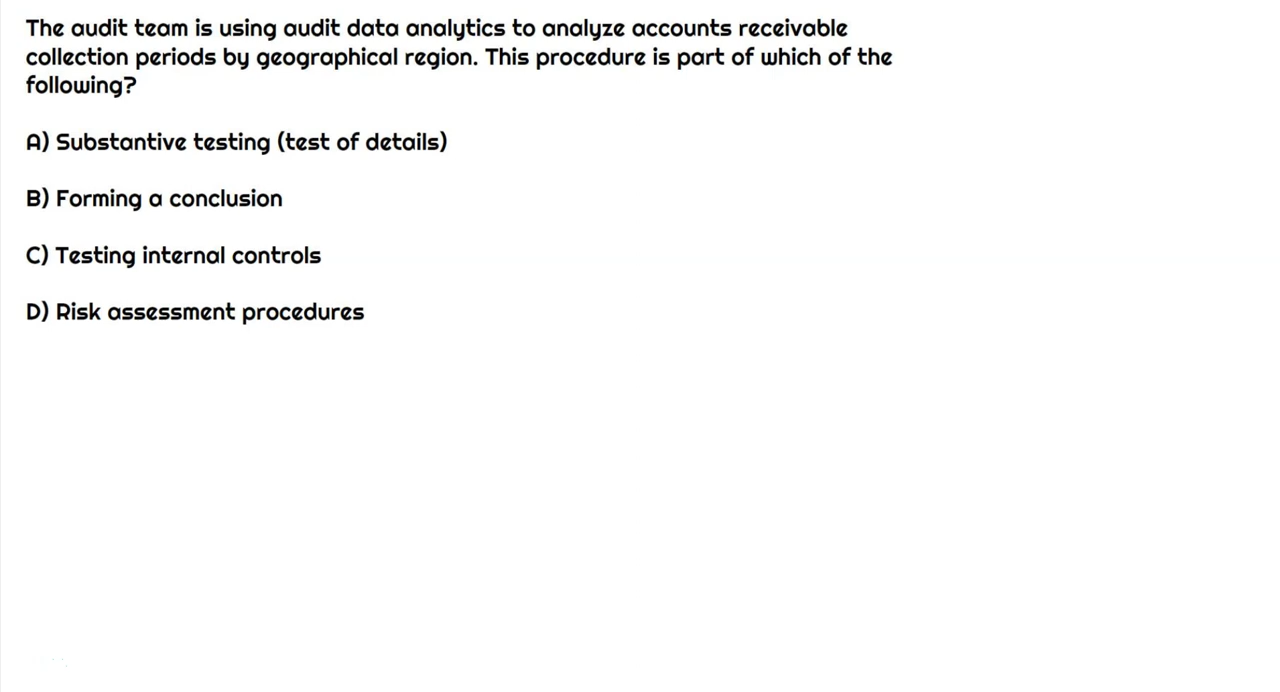 The audit team is using audit data analytics to analyze accounts receivable
collection periods by geographical region. This procedure is part of which of the
following?
A) Substantive testing (test of details)
B) Forming a conclusion
C) Testing internal controls
D) Risk assessment procedures